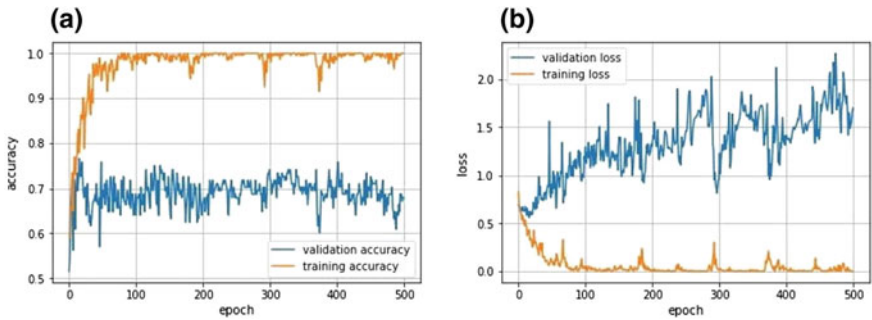 (a)
accuracy
1.0
0.9
0.8
0.7
0.6
0.5
0
100
200
300
400
500
epoch
validation accuracy
training accuracy
(b)
loss
2.0
1.5
1.0
0.5
0.0
0
100
200
300
400
500
epoch
validation loss
training loss